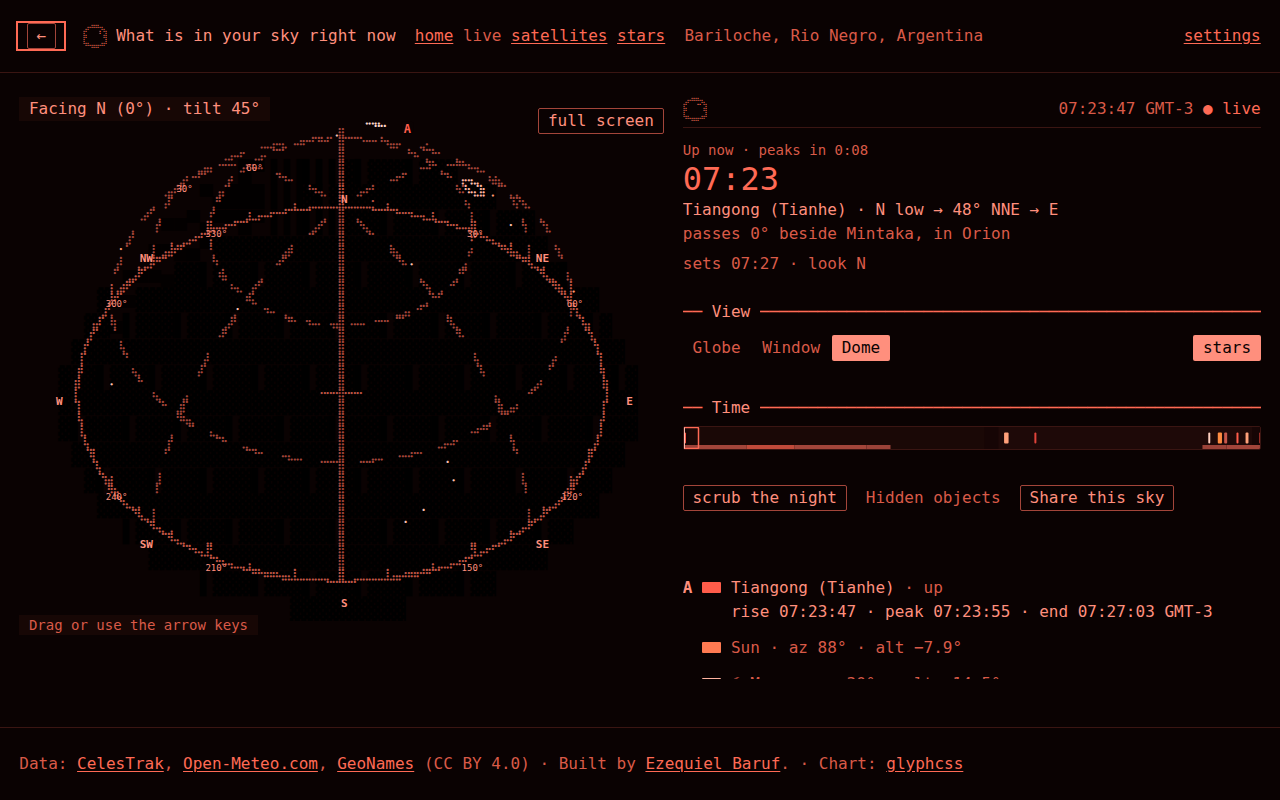 ← What is in your sky right now home live satellites stars Bariloche, Rio Negro, Argentina settings
Facing N (0°) · tilt 45°
full screen
A
60°
30°
N
330°
30°
NW
NE
300°
60°
W
E
240°
120°
SW
SE
210°
150°
S
Drag or use the arrow keys
07:23:47 GMT-3 ● live
Up now · peaks in 0:08
07:23
Tiangong (Tianhe) · N low → 48° NNE → E
passes 0° beside Mintaka, in Orion
sets 07:27 · look N
View
Globe Window Dome stars
Time
scrub the night Hidden objects Share this sky
A Tiangong (Tianhe) · up
rise 07:23:47 · peak 07:23:55 · end 07:27:03 GMT-3
Sun · az 88° · alt −7.9°
Data: CelesTrak, Open-Meteo.com, GeoNames (CC BY 4.0) · Built by Ezequiel Baruf. · Chart: glyphcss